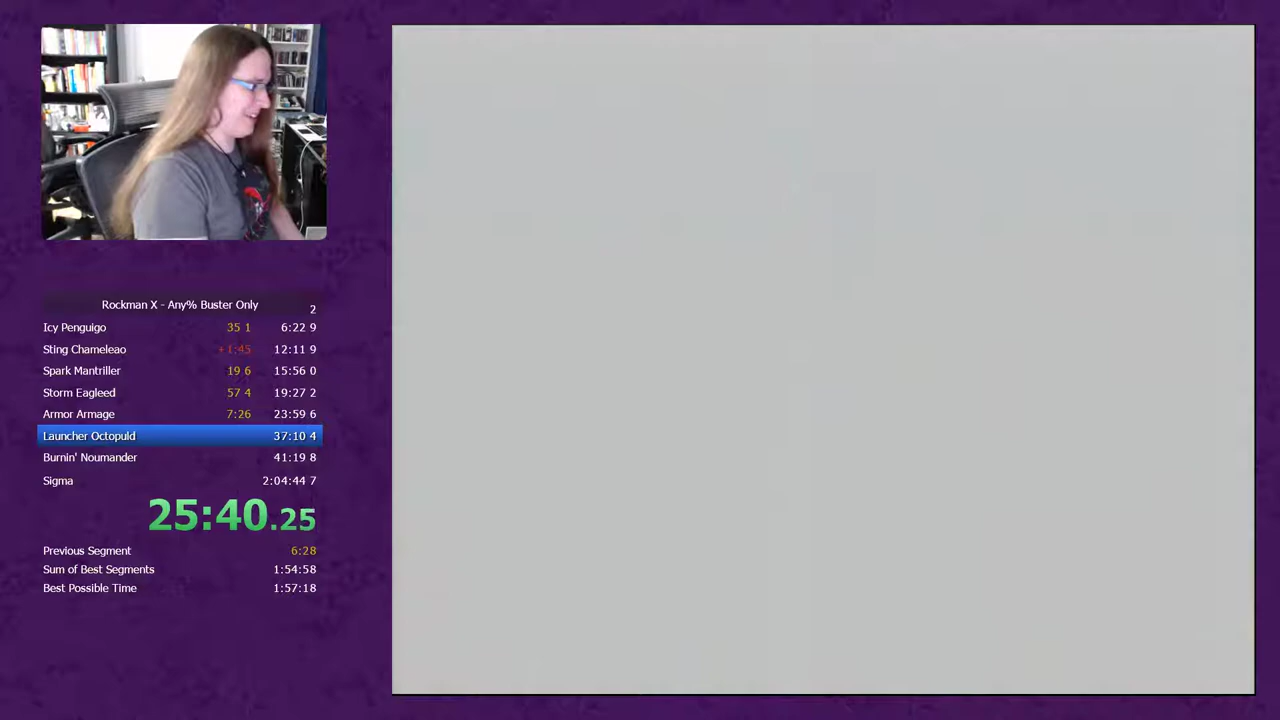 Rockman X - Any% Buster Only
2
Icy Penguigo 35 1 6:22 9
Sting Chameleao +1:45 12:11 9
Spark Mantriller 19 6 15:56 0
Storm Eagleed 57 4 19:27 2
Armor Armage 7:26 23:59 6
Launcher Octopuld 37:10 4
Burnin' Noumander 41:19 8
Sigma 2:04:44 7
25:40.25
Previous Segment 6:28
Sum of Best Segments 1:54:58
Best Possible Time 1:57:18